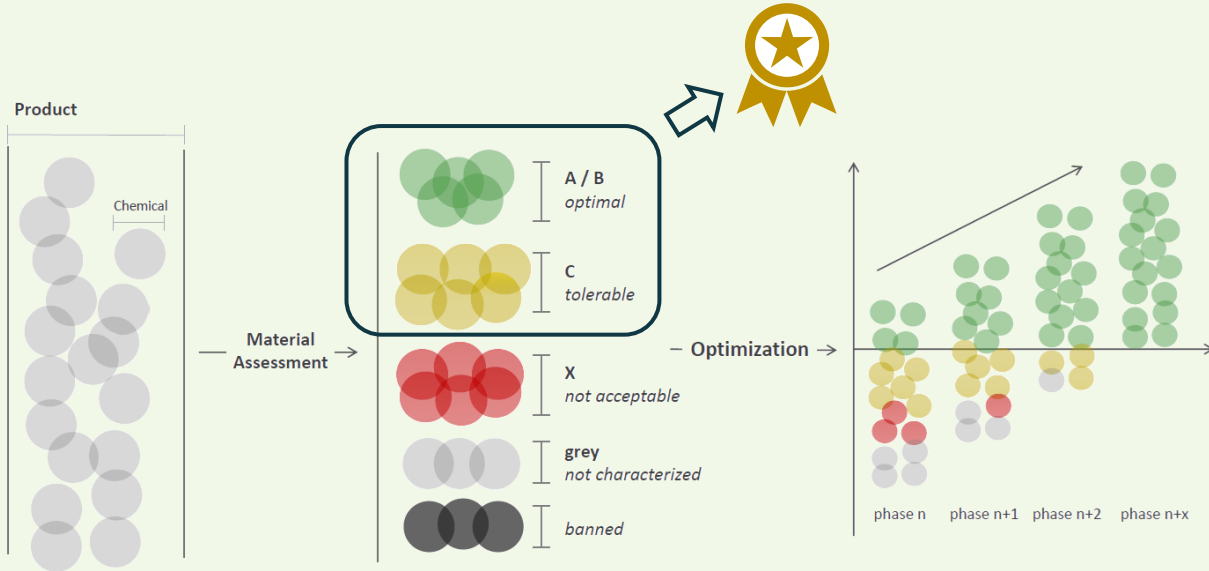 Product
Chemical
Material
Assessment
A / B
optimal
C
tolerable
X
not acceptable
grey
not characterized
banned
Optimization
phase n
phase n+1
phase n+2
phase n+x